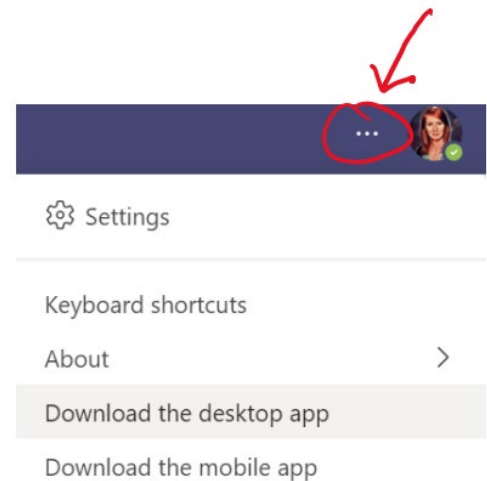 ...
Settings
Keyboard shortcuts
About
Download the desktop app
Download the mobile app